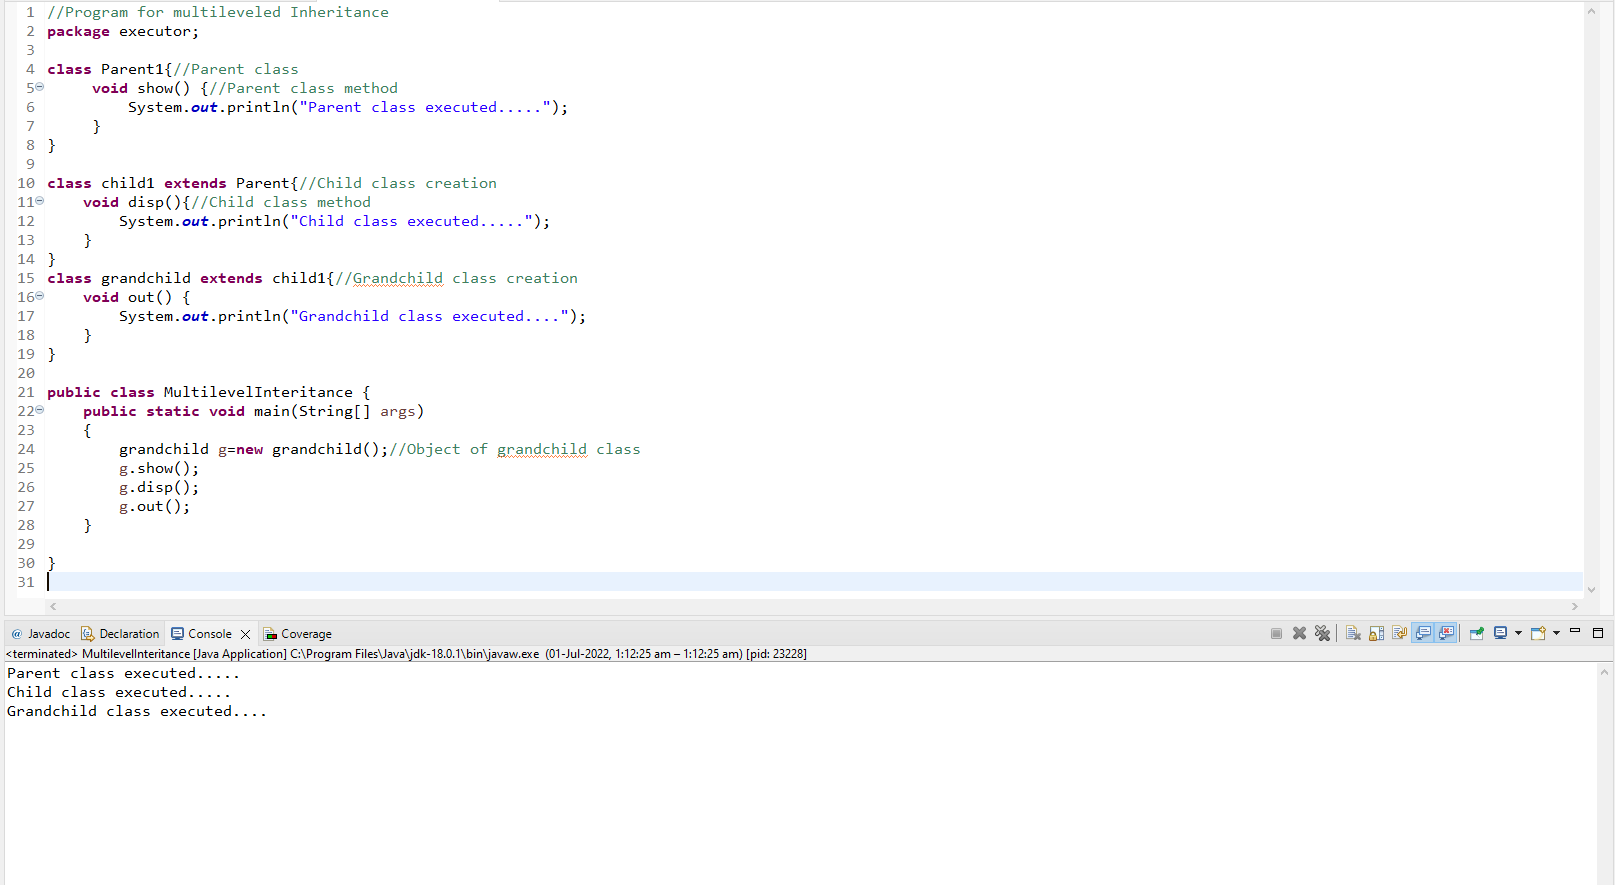 1 //Program for multileveled Inheritance
2 package executor;
3
4 class Parent1{//Parent class
5 void show() {//Parent class method
6 System.out.println("Parent class executed.....");
7 }
8 }
9
10 class child1 extends Parent{//Child class creation
11 void disp(){//Child class method
12 System.out.println("Child class executed.....");
13 }
14 }
15 class grandchild extends child1{//Grandchild class creation
16 void out() {
17 System.out.println("Grandchild class executed....");
18 }
19 }
20
21 public class MultilevelInteritance {
22 public static void main(String[] args)
23 {
24 grandchild g=new grandchild();//Object of grandchild class
25 g.show();
26 g.disp();
27 g.out();
28 }
29
30 }
31
@ Javadoc Declaration Console Coverage
<terminated> MultilevelInteritance [Java Application] C:\Program Files\Java\jdk-18.0.1\bin\javaw.exe (01-Jul-2022, 1:12:25 am – 1:12:25 am) [pid: 23228]
Parent class executed.....
Child class executed.....
Grandchild class executed....